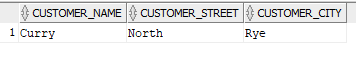 CUSTOMER_NAME CUSTOMER_STREET CUSTOMER_CITY
1 Curry North Rye